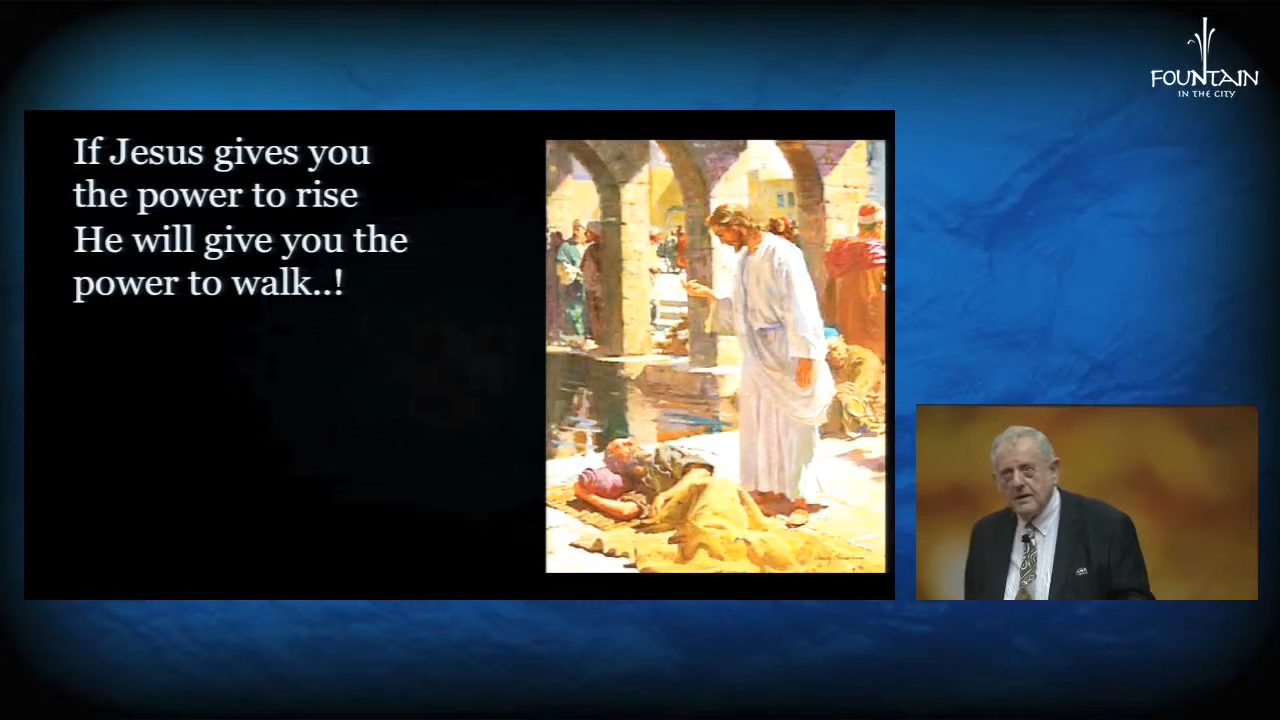 If Jesus gives you
the power to rise
He will give you the
power to walk..!
FOUNTAIN
IN THE CITY